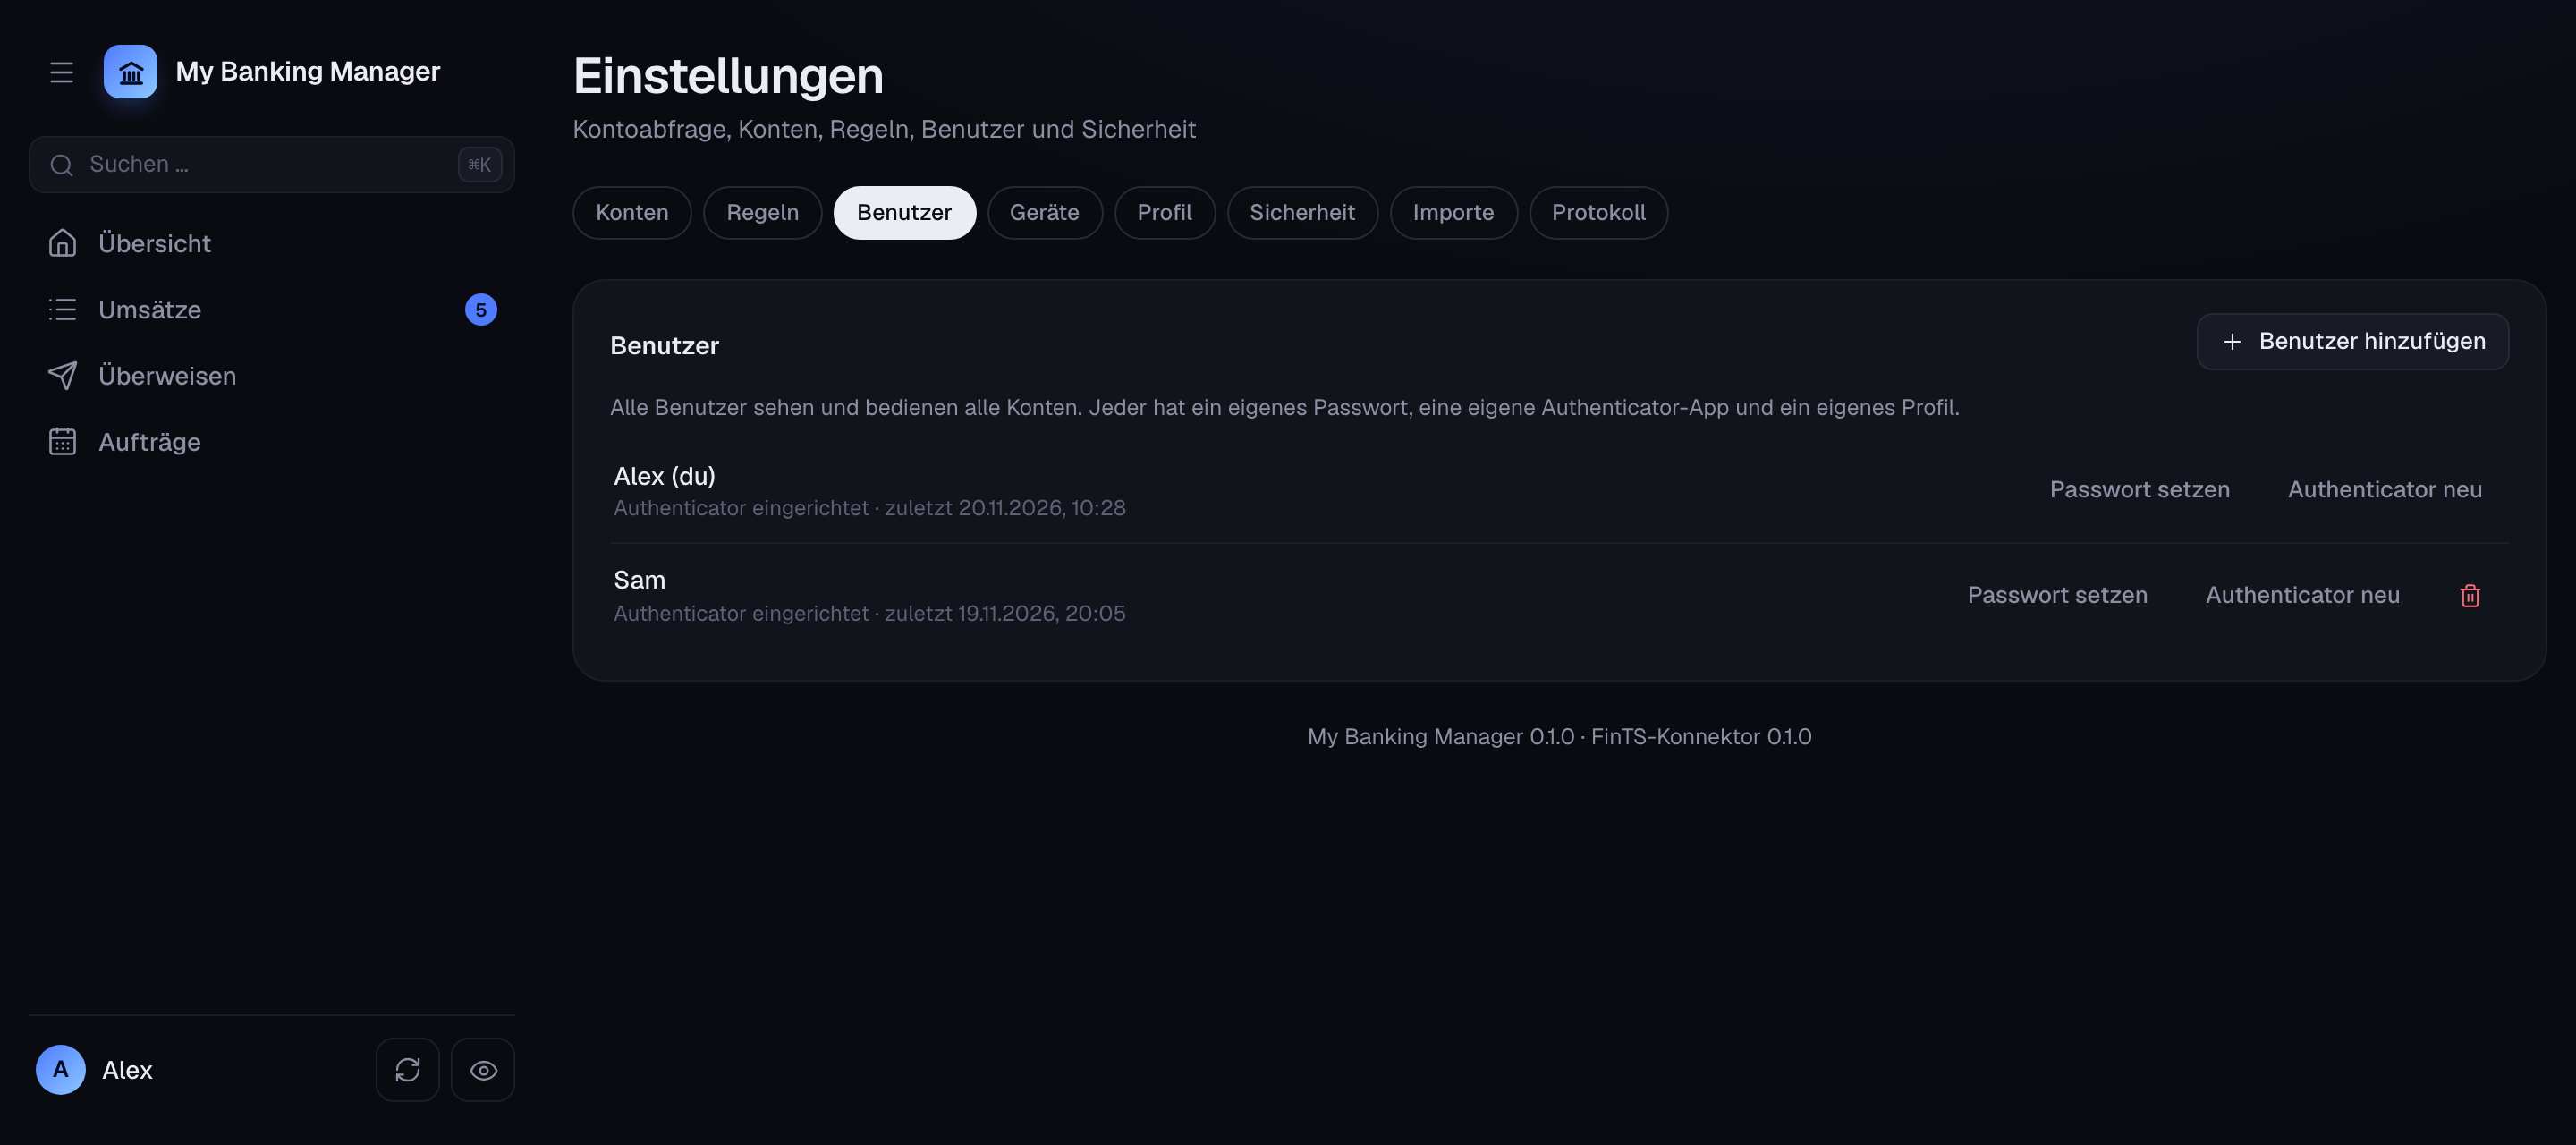 My Banking Manager
Suchen ...
⌘K
Übersicht
Umsätze
5
Überweisen
Aufträge
A
Alex
Einstellungen
Kontoabfrage, Konten, Regeln, Benutzer und Sicherheit
Konten
Regeln
Benutzer
Geräte
Profil
Sicherheit
Importe
Protokoll
Benutzer
Benutzer hinzufügen
Alle Benutzer sehen und bedienen alle Konten. Jeder hat ein eigenes Passwort, eine eigene Authenticator-App und ein eigenes Profil.
Alex (du)
Authenticator eingerichtet · zuletzt 20.11.2026, 10:28
Passwort setzen
Authenticator neu
Sam
Authenticator eingerichtet · zuletzt 19.11.2026, 20:05
Passwort setzen
Authenticator neu
My Banking Manager 0.1.0 · FinTS-Konnektor 0.1.0